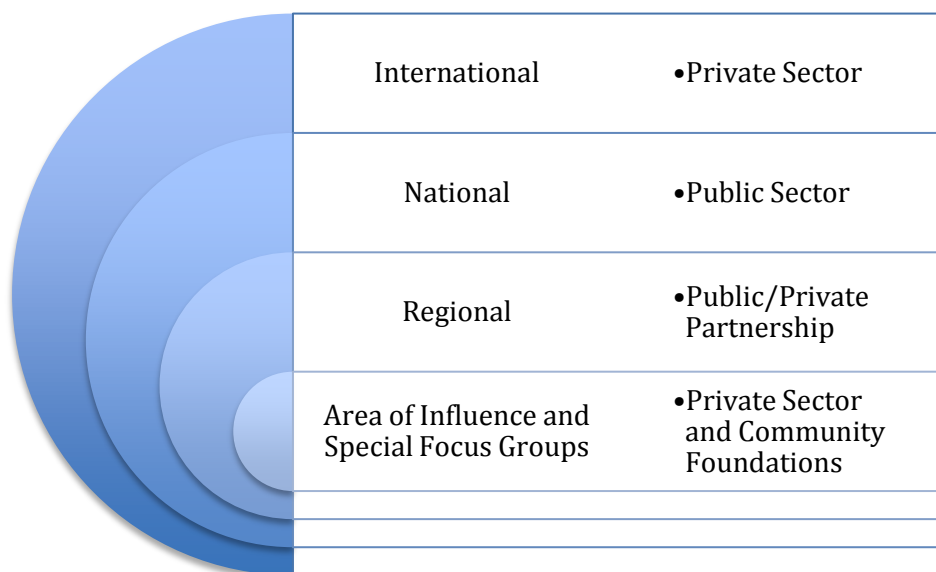 International
•Private Sector
National
•Public Sector
Regional
•Public/Private
Partnership
Area of Influence and
Special Focus Groups
•Private Sector
and Community
Foundations